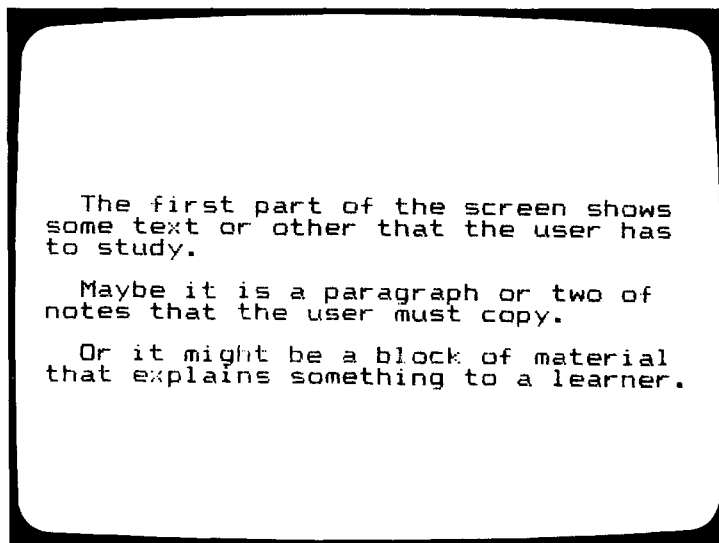 The first part of the screen shows
some text or other that the user has
to study.
Maybe it is a paragraph or two of
notes that the user must copy.
Or it might be a block of material
that explains something to a learner.